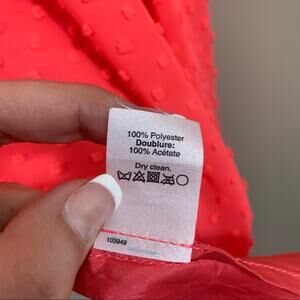 100% Polyester
Doublure:
100% Acétate
Dry clean.
103949